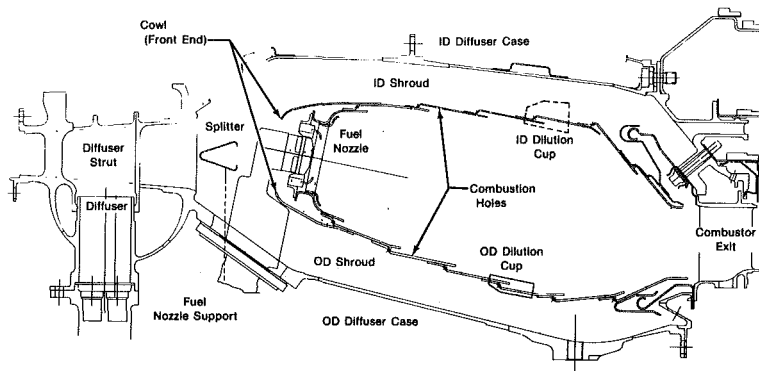 Cowl
(Front End)
ID Diffuser Case
ID Shroud
Splitter
Fuel
Nozzle
Diffuser
Strut
ID Dilution
Cup
Diffuser
Combustion
Holes
Combustor
Exit
OD Dilution
Cup
OD Shroud
Fuel
Nozzle Support
OD Diffuser Case